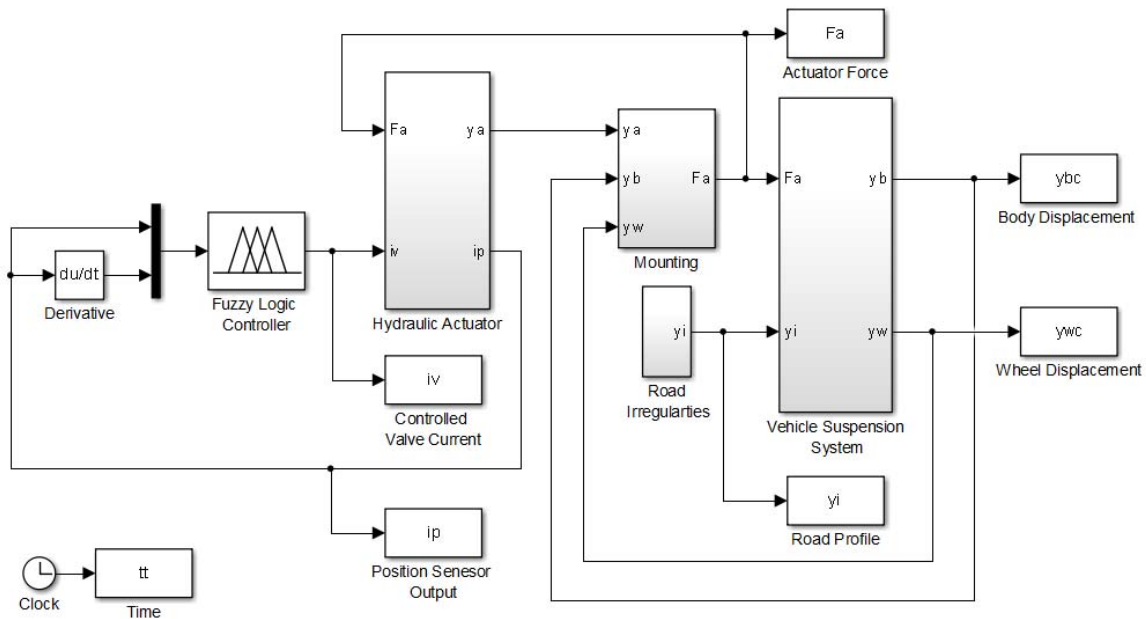 Fa
Actuator Force
Fa
ya
iv
ip
Hydraulic Actuator
ya
yb
yw
Fa
Mounting
Fa
yi
yb
yw
Vehicle Suspension
System
ybc
Body Displacement
ywc
Wheel Displacement
du/dt
Derivative
Fuzzy Logic
Controller
iv
Controlled
Valve Current
yi
Road
Irregularties
yi
Road Profile
ip
Position Senesor
Output
Clock
tt
Time